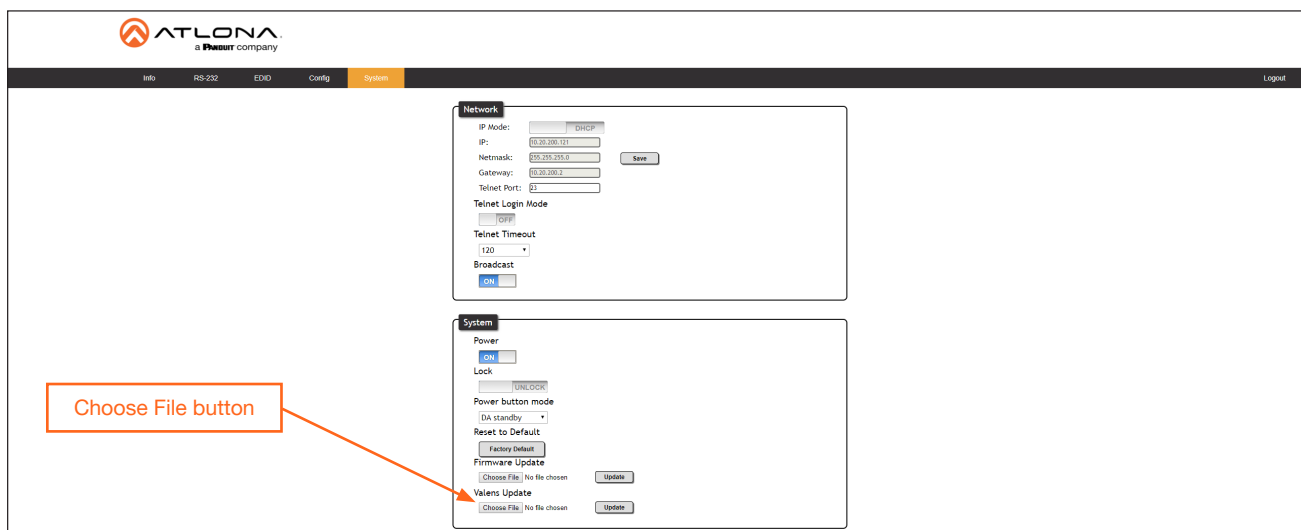 ATLONA.
a PANDUIT company
Info RS-232 EDID Config System Logout
Network
IP Mode: DHCP
IP: 10.20.200.121
Netmask: 255.255.255.0 Save
Gateway: 10.20.200.2
Telnet Port: 23
Telnet Login Mode
OFF
Telnet Timeout
120
Broadcast
ON
System
Power
ON
Lock
UNLOCK
Power button mode
DA standby
Reset to Default
Factory Default
Firmware Update
Choose File No file chosen Update
Valens Update
Choose File No file chosen Update
Choose File button